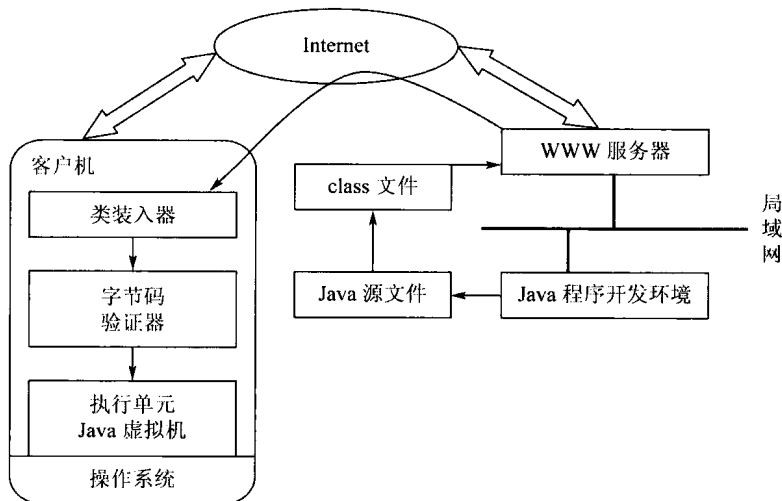 Internet
客户机
WWW 服务器
class 文件
类装入器
局
域
网
字节码
验证器
Java 源文件
Java 程序开发环境
执行单元
Java 虚拟机
操作系统